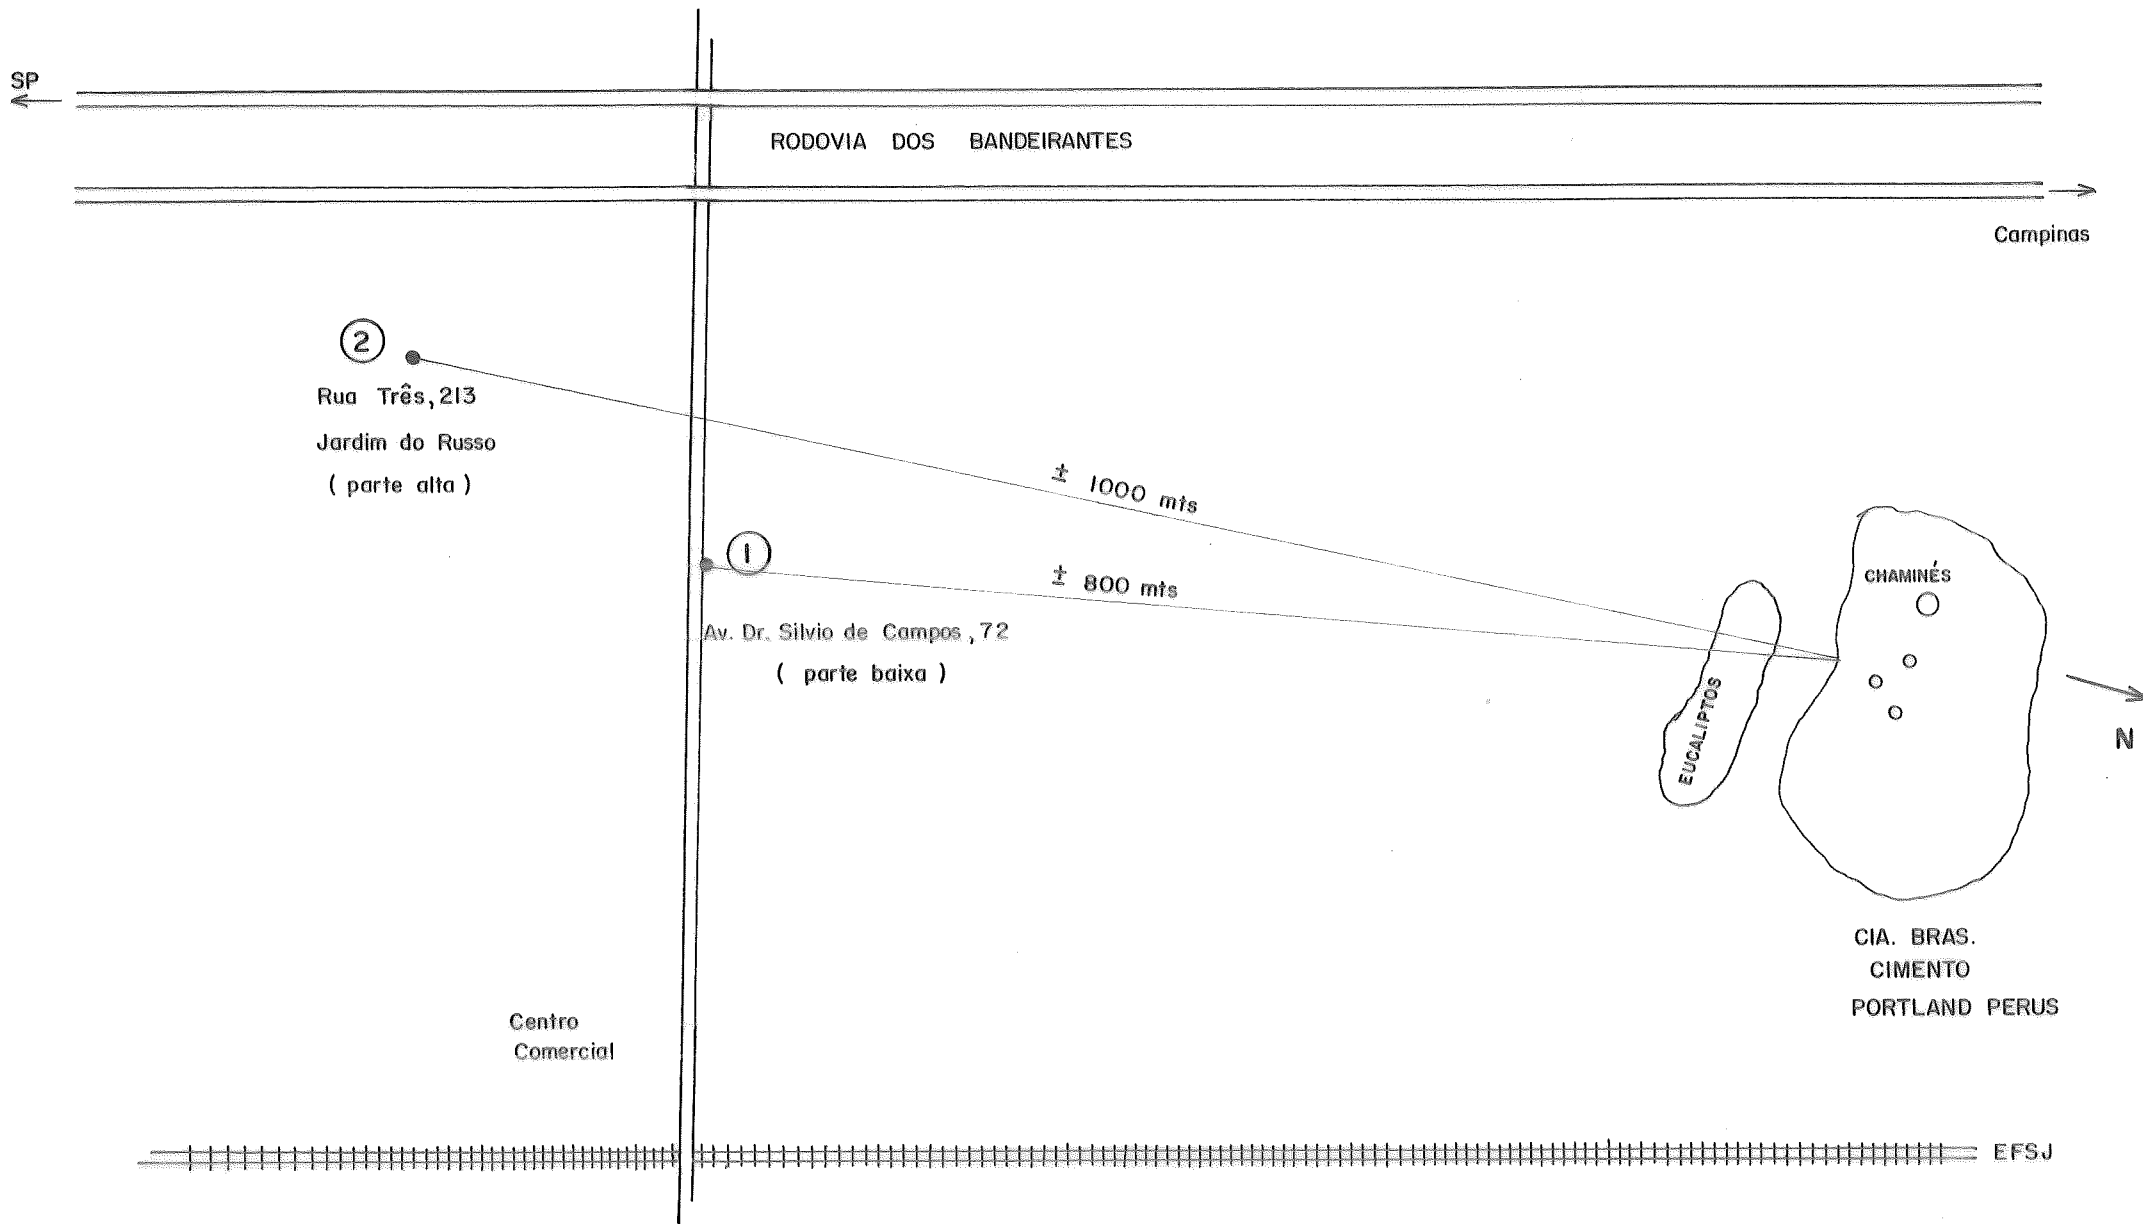 SP
RODOVIA DOS BANDEIRANTES
Campinas
2
Rua Três, 213
Jardim do Russo
( parte alta )
± 1000 mts
1
± 800 mts
Av. Dr. Silvio de Campos, 72
( parte baixa )
CHAMINÉS
EUCALIPTOS
N
CIA. BRAS.
CIMENTO
PORTLAND PERUS
Centro
Comercial
EFSJ